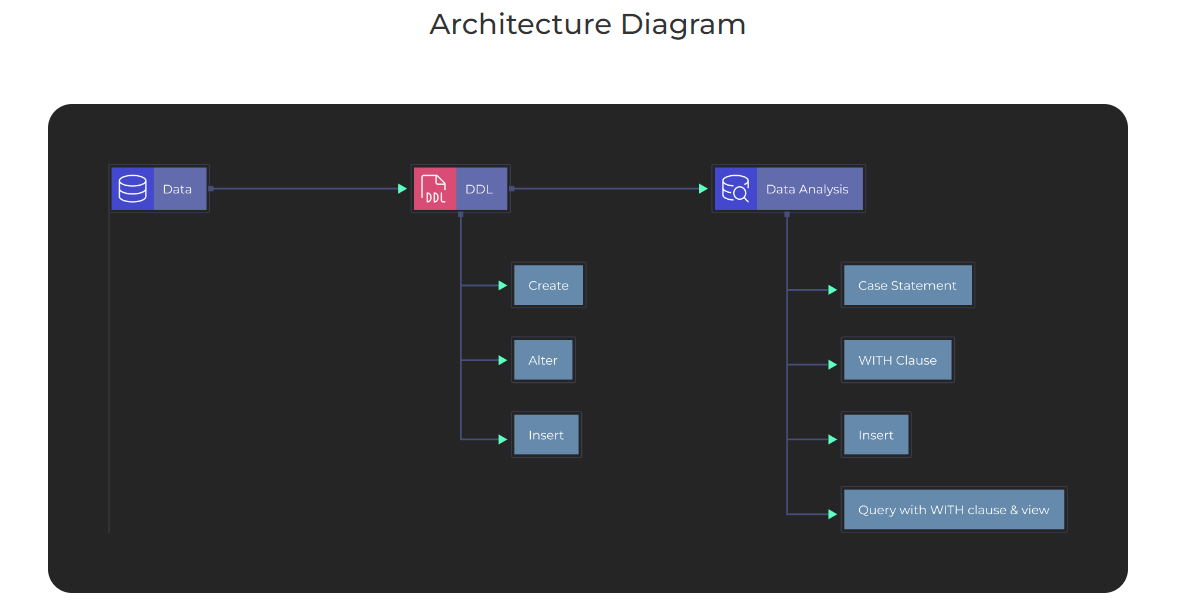 Architecture Diagram
Data
DDL
DDL
Data Analysis
Create
Alter
Insert
Case Statement
WITH Clause
Insert
Query with WITH clause & view